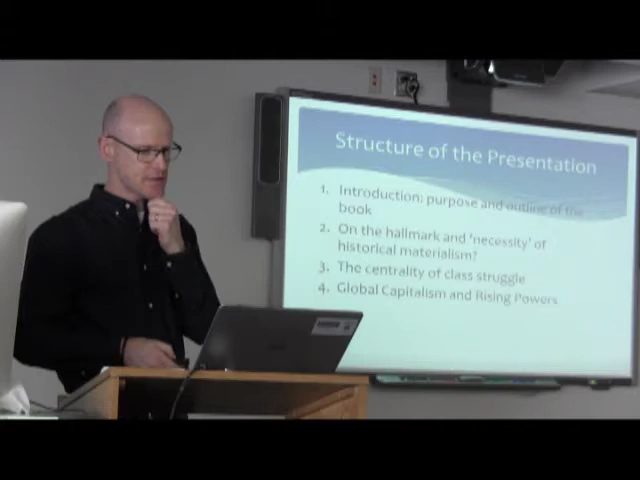 Structure of the Presentation
1. Introduction: purpose and outline of the
book
2. On the hallmark and ‘necessity’ of
historical materialism?
3. The centrality of class struggle
4. Global Capitalism and Rising Powers